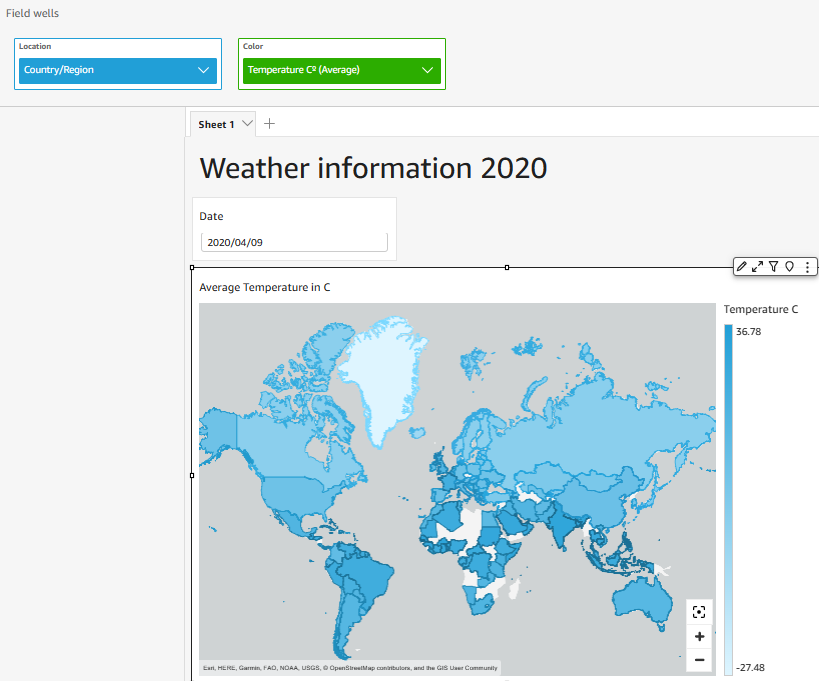 Field wells
Location
Color
Country/Region
Temperature Cº (Average)
Sheet 1
Weather information 2020
Date
2020/04/09
Average Temperature in C
Temperature C
36.78
-27.48
Esri, HERE, Garmin, FAO, NOAA, USGS, © OpenStreetMap contributors, and the GIS User Community